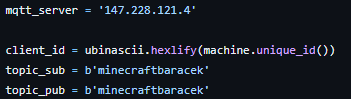 mqtt_server = '147.228.121.4'
client_id = ubinascii.hexlify(machine.unique_id())
topic_sub = b'minecraftbaracek'
topic_pub = b'minecraftbaracek'